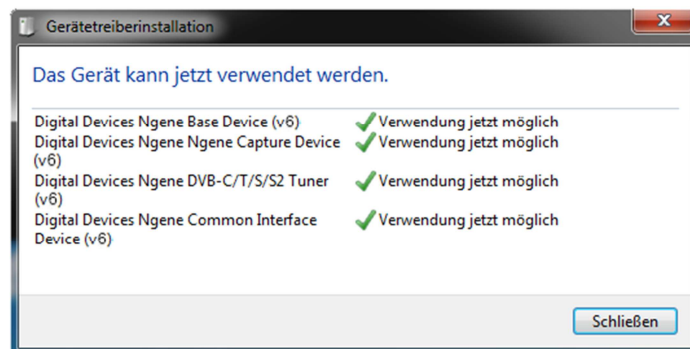 Gerätetreiberinstallation
Das Gerät kann jetzt verwendet werden.
Digital Devices Ngene Base Device (v6) Verwendung jetzt möglich
Digital Devices Ngene Ngene Capture Device Verwendung jetzt möglich
(v6)
Digital Devices Ngene DVB-C/T/S/S2 Tuner Verwendung jetzt möglich
(v6)
Digital Devices Ngene Common Interface Verwendung jetzt möglich
Device (v6)
Schließen